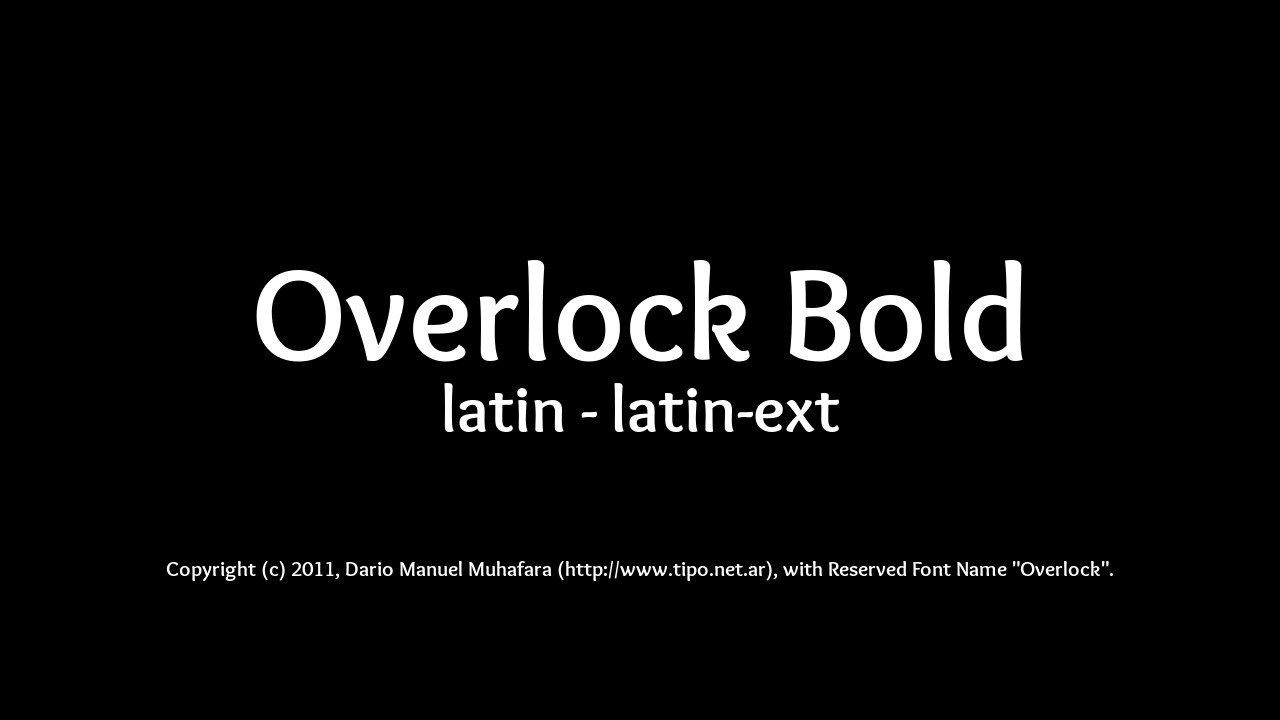 Overlock Bold
latin - latin-ext
Copyright (c) 2011, Dario Manuel Muhafara (http://www.tipo.net.ar), with Reserved Font Name "Overlock".